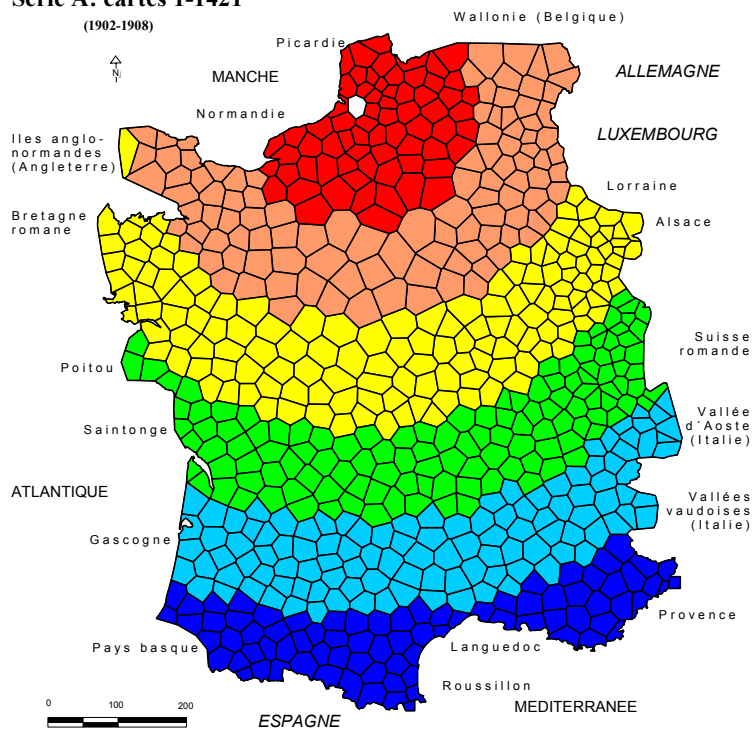 Série A: cartes 1-1421
(1902-1908)
Wallonie (Belgique)
Picardie
N
MANCHE
ALLEMAGNE
Normandie
Iles anglo-
normandes
(Angleterre)
LUXEMBOURG
Lorraine
Bretagne
romane
Alsace
Suisse
romande
Poitou
Vallée
d´Aoste
(Italie)
Saintonge
ATLANTIQUE
Vallées
vaudoises
(Italie)
Gascogne
Provence
Pays basque
Languedoc
Roussillon
0 100 200
MEDITERRANEE
ESPAGNE